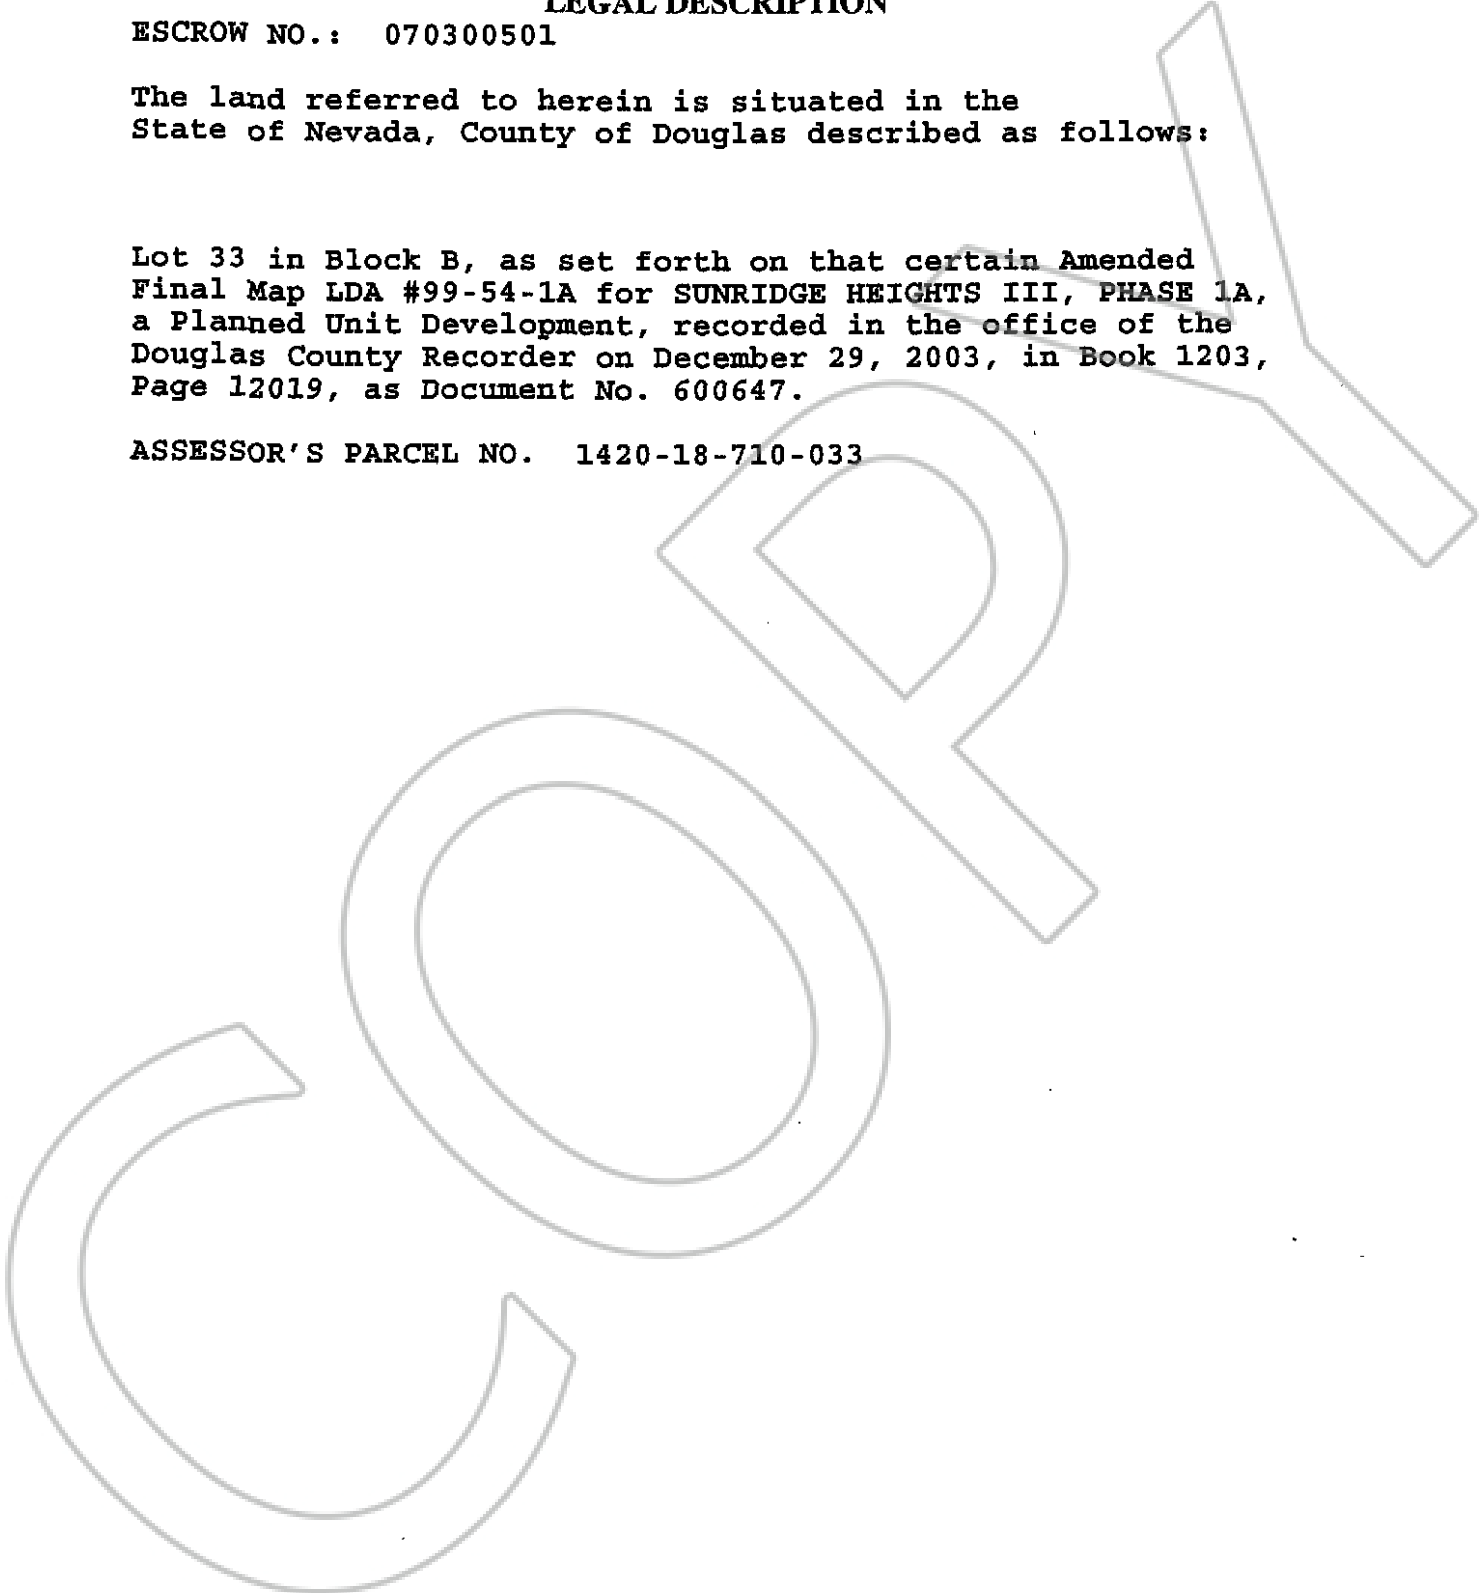 LEGAL DESCRIPTION
ESCROW NO.: 070300501
The land referred to herein is situated in the
State of Nevada, County of Douglas described as follows:
Lot 33 in Block B, as set forth on that certain Amended
Final Map LDA #99-54-1A for SUNRIDGE HEIGHTS III, PHASE 1A,
a Planned Unit Development, recorded in the office of the
Douglas County Recorder on December 29, 2003, in Book 1203,
Page 12019, as Document No. 600647.
ASSESSOR'S PARCEL NO. 1420-18-710-033
COPY